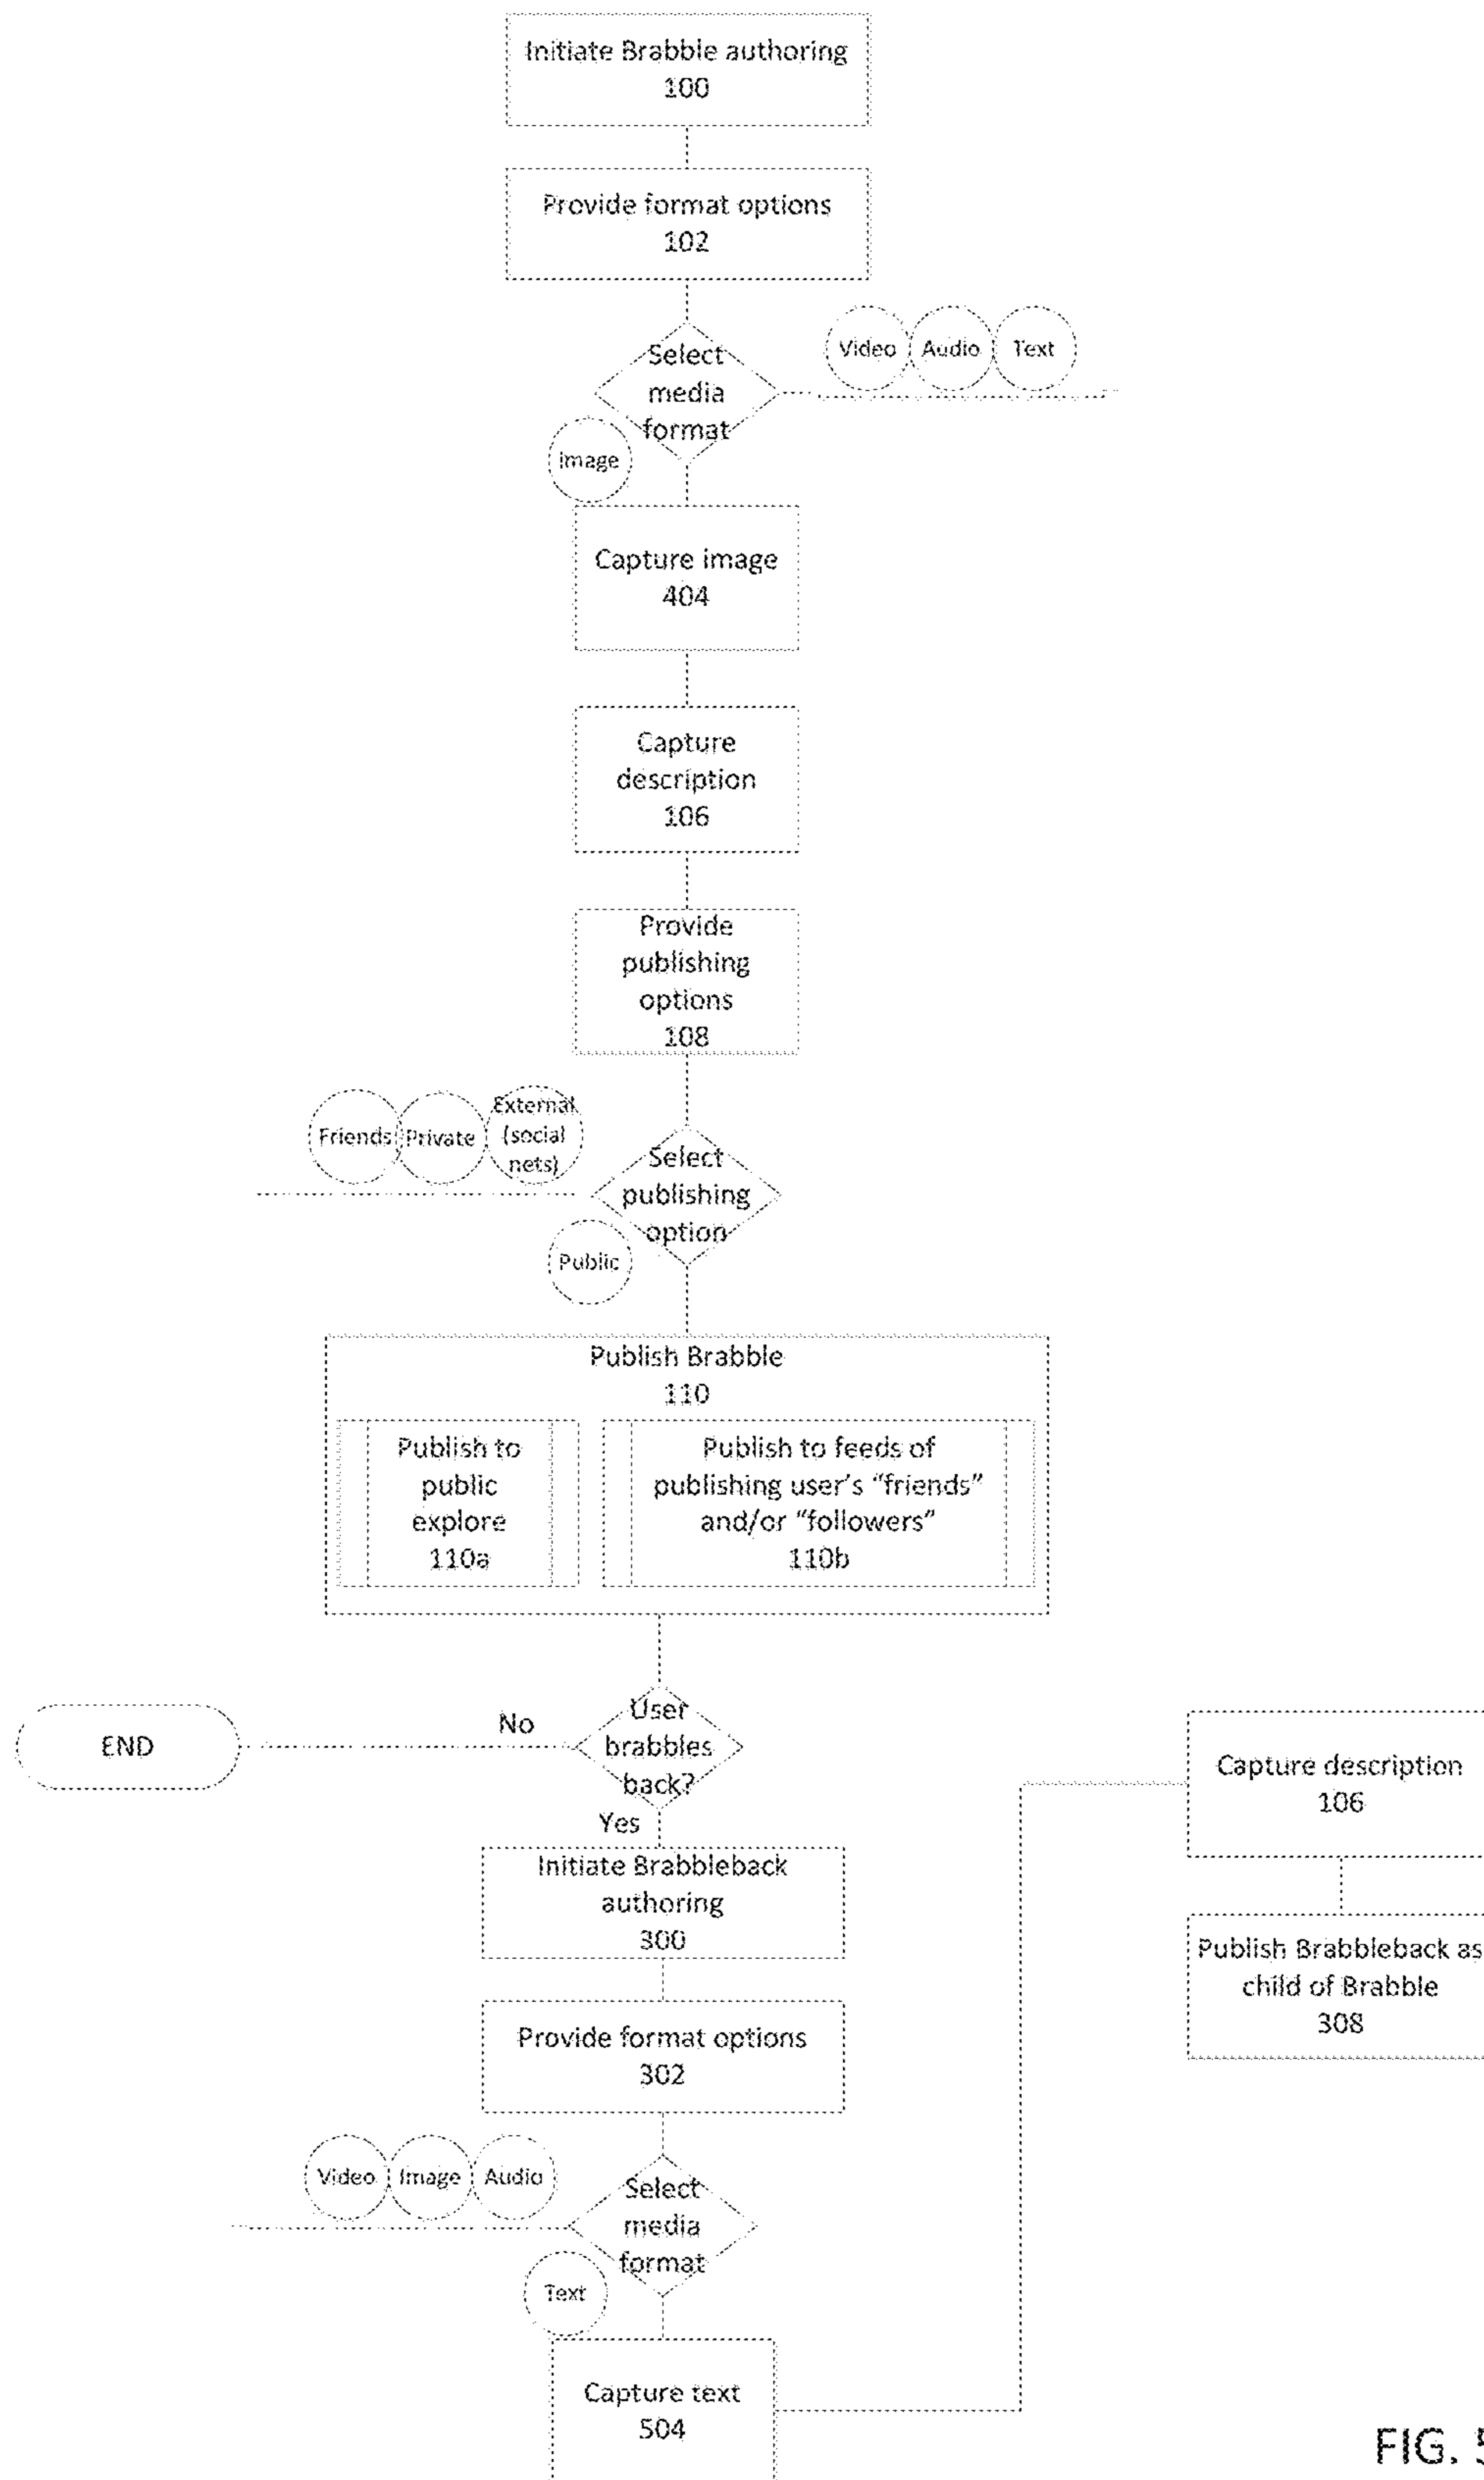 Initiate Brabble authoring
100
Provide format options
102
Select
media
format
Video
Audio
Text
Image
Capture image
404
Capture
description
106
Provide
publishing
options
108
Friends
Private
External
(social
nets)
Select
publishing
option
Public
Publish Brabble
110
Publish to
public
explore
110a
Publish to feeds of
publishing user's “friends”
and/or “followers”
110b
User
brabbles
back?
No
END
Yes
Initiate Brabbleback
authoring
300
Provide format options
302
Video
Image
Audio
Select
media
format
Text
Capture text
504
Capture description
106
Publish Brabbleback as
child of Brabble
308
FIG. 5